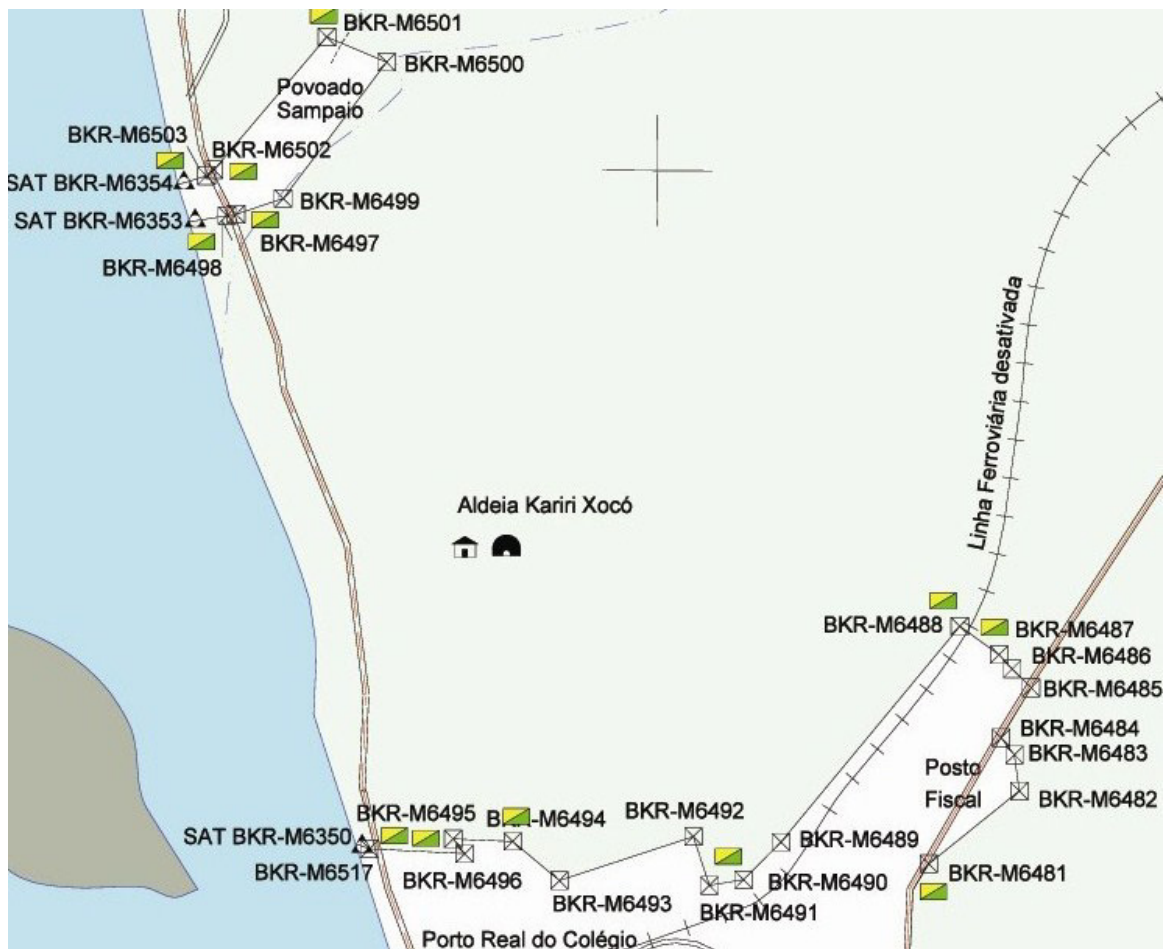 BKR-M6501
BKR-M6500
Povoado
Sampaio
BKR-M6503
BKR-M6502
SAT BKR-M6354
BKR-M6499
SAT BKR-M6353
BKR-M6497
BKR-M6498
Linha Ferroviária desativada
Aldeia Kariri Xocó
BKR-M6488
BKR-M6487
BKR-M6486
BKR-M6485
BKR-M6484
BKR-M6483
Posto
Fiscal
BKR-M6482
BKR-M6495
BKR-M6494
BKR-M6492
SAT BKR-M6350
BKR-M6489
BKR-M6517
BKR-M6496
BKR-M6481
BKR-M6490
BKR-M6493
BKR-M6491
Porto Real do Colégio